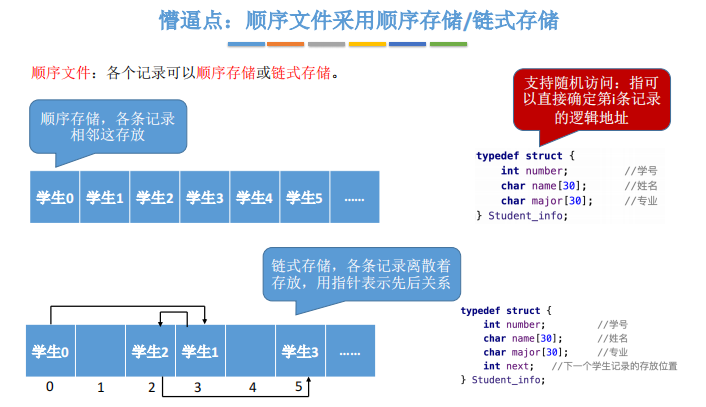 懵逼点：顺序文件采用顺序存储/链式存储
顺序文件：各个记录可以顺序存储或链式存储。
支持随机访问：指可
以直接确定第i条记录
的逻辑地址
顺序存储，各条记录
相邻这存放
typedef struct {
int number; //学号
char name[30]; //姓名
char major[30]; //专业
} Student_info;
学生0 学生1 学生2 学生3 学生4 学生5 ……
链式存储，各条记录离散着
存放，用指针表示先后关系
typedef struct {
int number; //学号
char name[30]; //姓名
char major[30]; //专业
int next; //下一个学生记录的存放位置
} Student_info;
学生0 学生2 学生1 学生3 ……
0 1 2 3 4 5